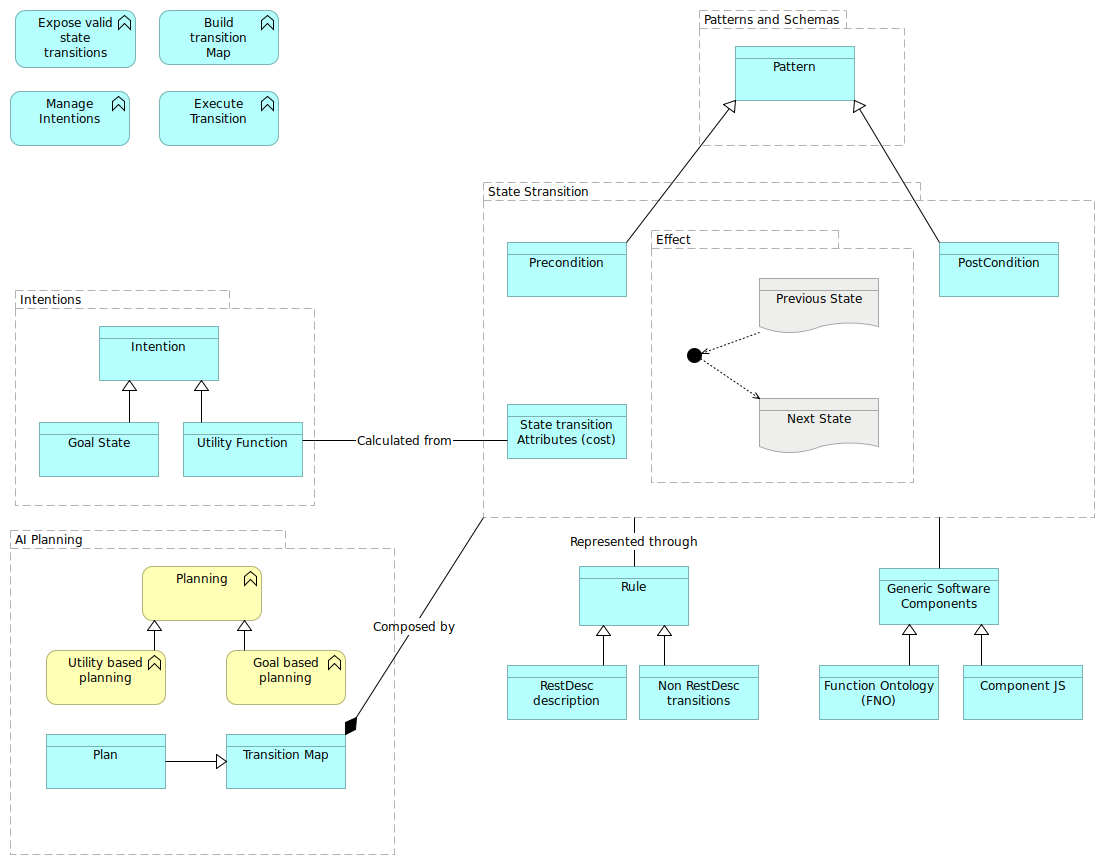 Expose valid
state
transitions
Build
transition
Map
Manage
Intentions
Execute
Transition
Patterns and Schemas
Pattern
State Stransition
Precondition
Effect
Previous State
Next State
PostCondition
State transition
Attributes (cost)
Intentions
Intention
Goal State
Utility Function
Calculated from
AI Planning
Planning
Utility based
planning
Goal based
planning
Plan
Transition Map
Composed by
Represented through
Rule
RestDesc
description
Non RestDesc
transitions
Generic Software
Components
Function Ontology
(FNO)
Component JS